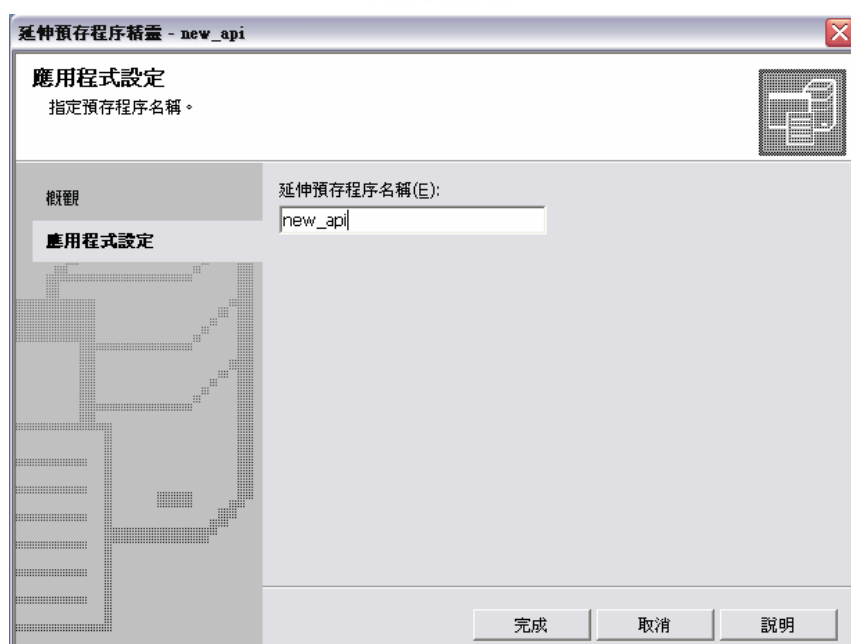 延伸預存程序精靈 - new_api
應用程式設定
指定預存程序名稱。
概觀
應用程式設定
延伸預存程序名稱(E):
new_api
完成
取消
說明